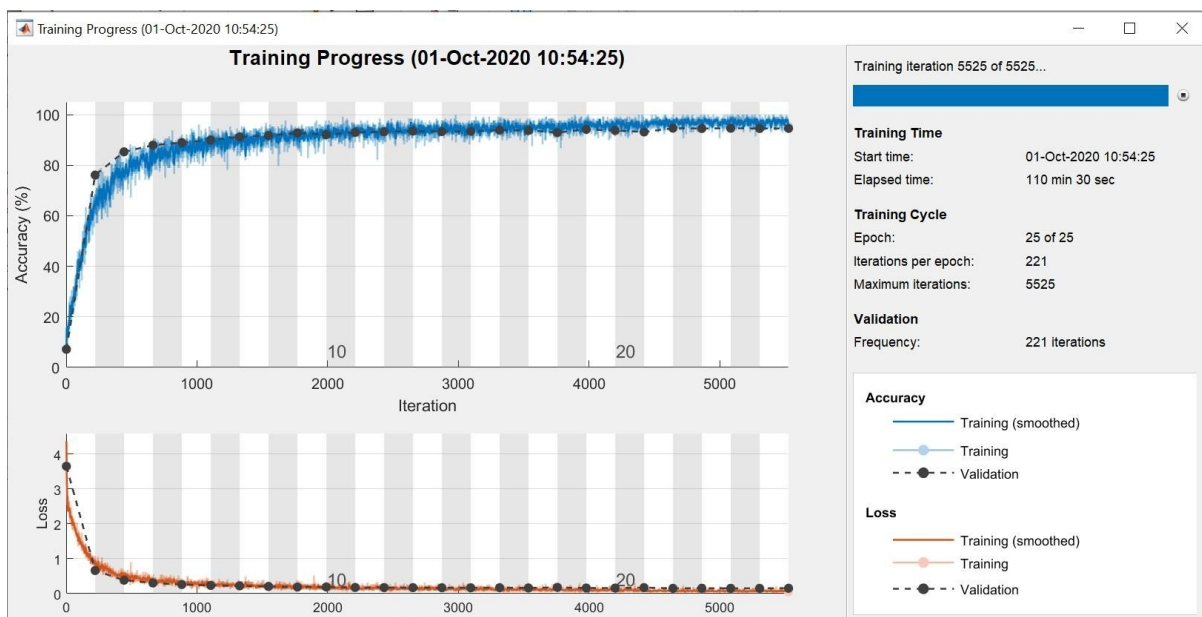 Training Progress (01-Oct-2020 10:54:25)
Training Progress (01-Oct-2020 10:54:25)
100
80
60
40
20
0
Accuracy (%)
10
20
0 1000 2000 3000 4000 5000
Iteration
4
3
2
1
0
Loss
10
20
0 1000 2000 3000 4000 5000
Training iteration 5525 of 5525...
Training Time
Start time: 01-Oct-2020 10:54:25
Elapsed time: 110 min 30 sec
Training Cycle
Epoch: 25 of 25
Iterations per epoch: 221
Maximum iterations: 5525
Validation
Frequency: 221 iterations
Accuracy
Training (smoothed)
Training
Validation
Loss
Training (smoothed)
Training
Validation